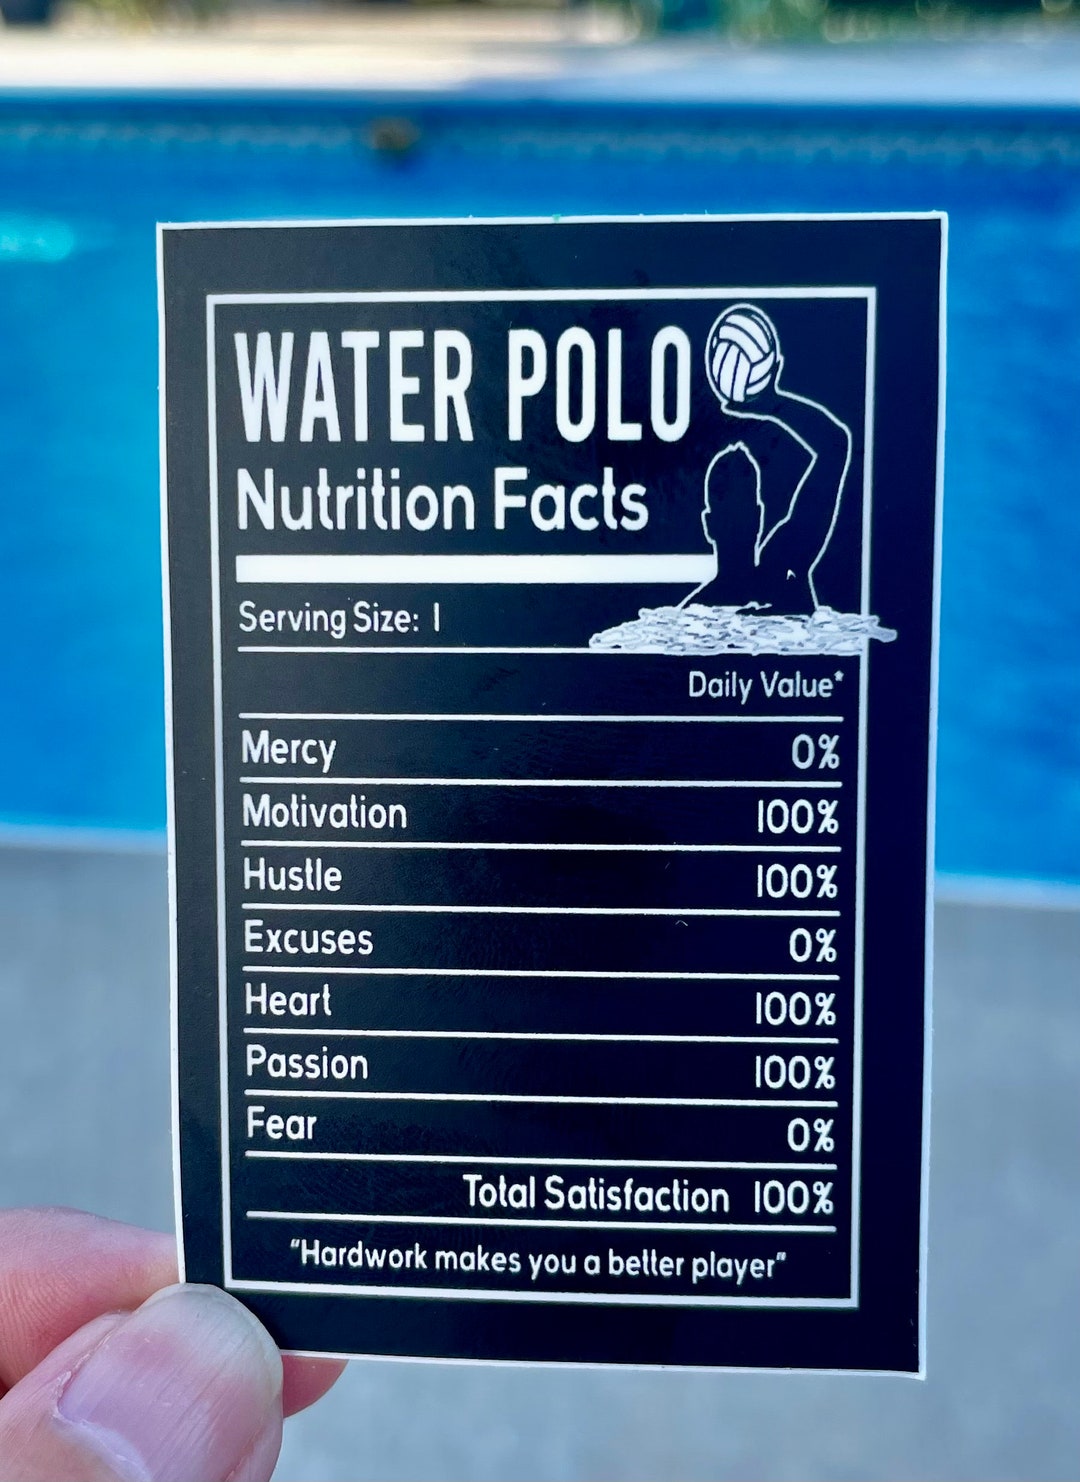 WATER POLO
Nutrition Facts
Serving Size: 1
Daily Value*
Mercy 0%
Motivation 100%
Hustle 100%
Excuses 0%
Heart 100%
Passion 100%
Fear 0%
Total Satisfaction 100%
"Hardwork makes you a better player"